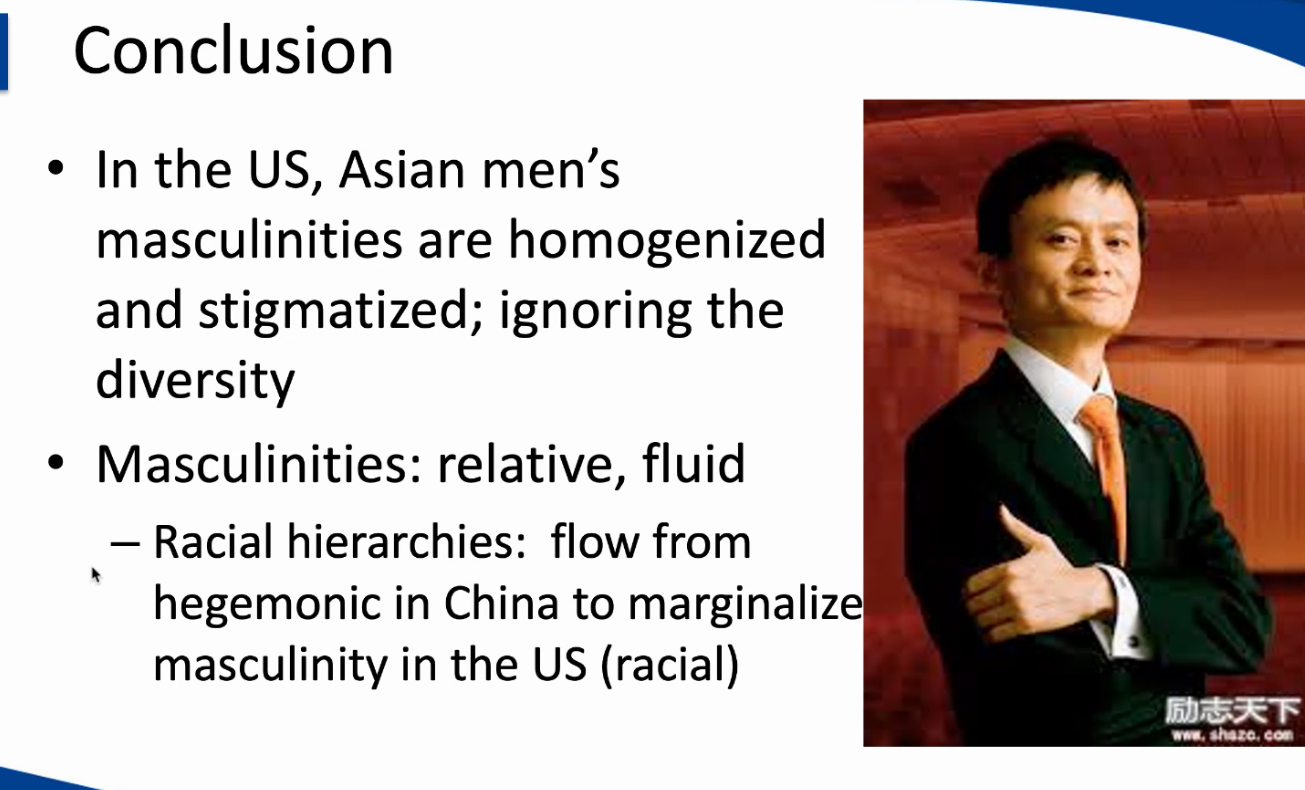 Conclusion
• In the US, Asian men's
masculinities are homogenized
and stigmatized; ignoring the
diversity
• Masculinities: relative, fluid
– Racial hierarchies: flow from
hegemonic in China to marginalize
masculinity in the US (racial)
励志天下
www.shszc.com